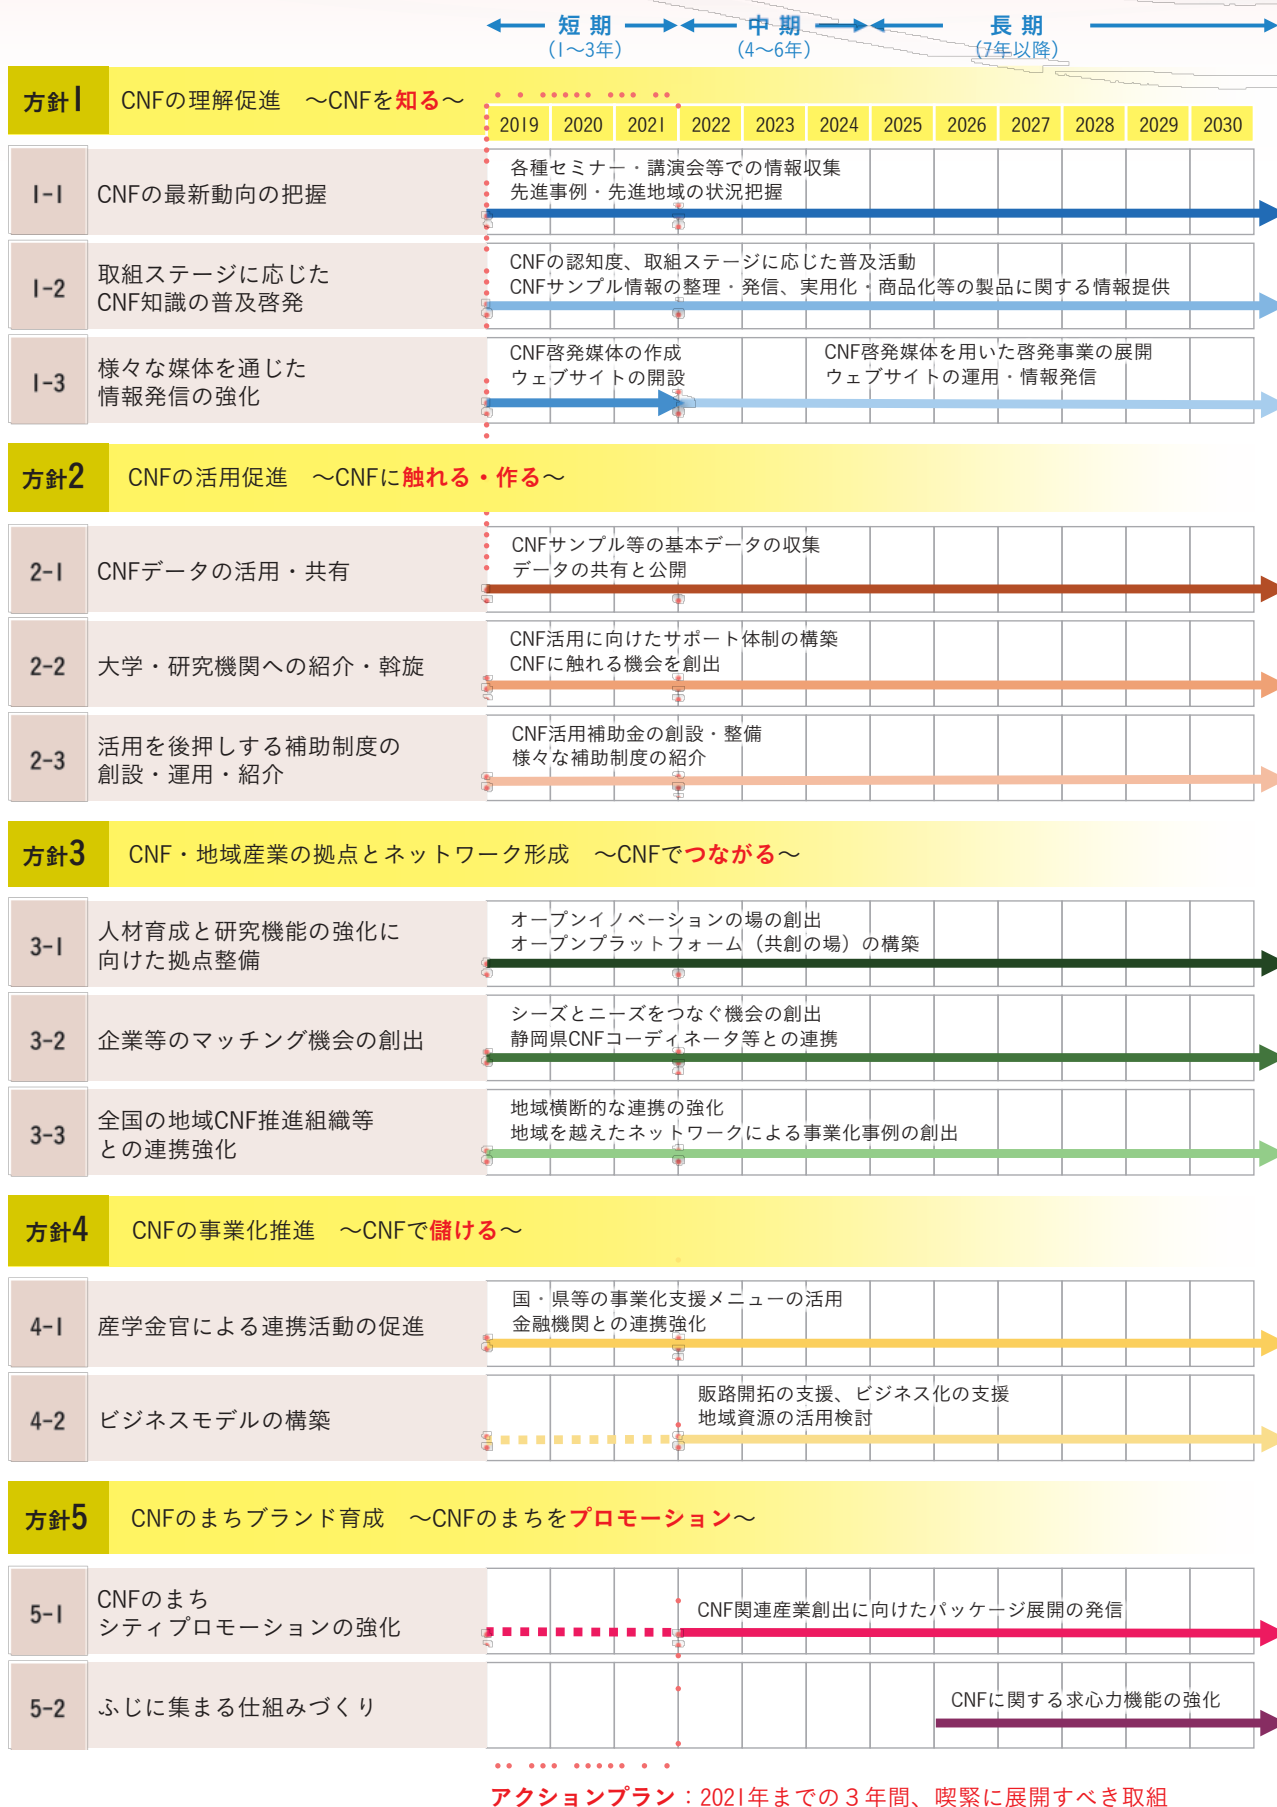 短期 中期 長期
(1〜3年) (4〜6年) (7年以降)
方針1 CNFの理解促進 〜CNFを知る〜
2019 2020 2021 2022 2023 2024 2025 2026 2027 2028 2029 2030
1-1 CNFの最新動向の把握
各種セミナー・講演会等での情報収集
先進事例・先進地域の状況把握
1-2 取組ステージに応じた
CNF知識の普及啓発
CNFの認知度、取組ステージに応じた普及活動
CNFサンプル情報の整理・発信、実用化・商品化等の製品に関する情報提供
1-3 様々な媒体を通じた
情報発信の強化
CNF啓発媒体の作成
ウェブサイトの開設
CNF啓発媒体を用いた啓発事業の展開
ウェブサイトの運用・情報発信
方針2 CNFの活用促進 〜CNFに触れる・作る〜
2-1 CNFデータの活用・共有
CNFサンプル等の基本データの収集
データの共有と公開
2-2 大学・研究機関への紹介・斡旋
CNF活用に向けたサポート体制の構築
CNFに触れる機会を創出
2-3 活用を後押しする補助制度の
創設・運用・紹介
CNF活用補助金の創設・整備
様々な補助制度の紹介
方針3 CNF・地域産業の拠点とネットワーク形成 〜CNFでつながる〜
3-1 人材育成と研究機能の強化に
向けた拠点整備
オープンイノベーションの場の創出
オープンプラットフォーム（共創の場）の構築
3-2 企業等のマッチング機会の創出
シーズとニーズをつなぐ機会の創出
静岡県CNFコーディネータ等との連携
3-3 全国の地域CNF推進組織等
との連携強化
地域横断的な連携の強化
地域を越えたネットワークによる事業化事例の創出
方針4 CNFの事業化推進 〜CNFで儲ける〜
4-1 産学金官による連携活動の促進
国・県等の事業化支援メニューの活用
金融機関との連携強化
4-2 ビジネスモデルの構築
販路開拓の支援、ビジネス化の支援
地域資源の活用検討
方針5 CNFのまちブランド育成 〜CNFのまちをプロモーション〜
5-1 CNFのまち
シティプロモーションの強化
CNF関連産業創出に向けたパッケージ展開の発信
5-2 ふじに集まる仕組みづくり
CNFに関する求心力機能の強化
アクションプラン：2021年までの３年間、喫緊に展開すべき取組